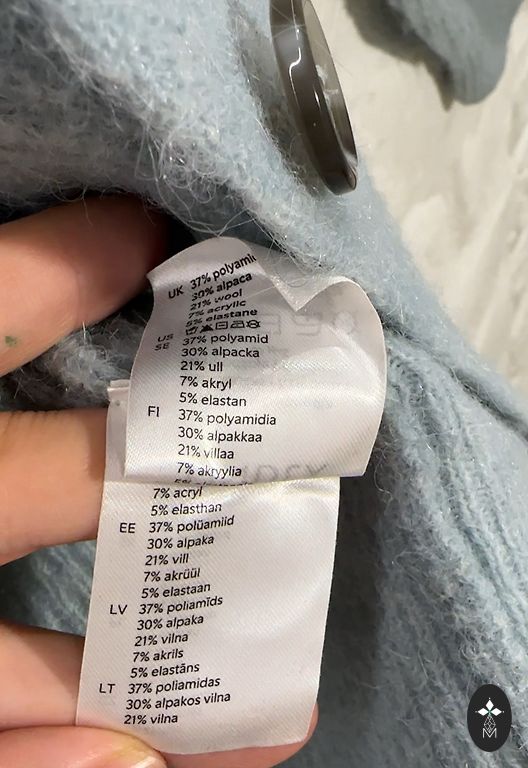 UK 37% polyami
30% alpaca
21% wool
7% acrylic
5% elastane
US
SE 37% polyamid
30% alpacka
21% ull
7% akryl
5% elastan
FI 37% polyamidia
30% alpakkaa
21% villaa
7% akryylia
7% acryl
5% elasthan
EE 37% polüamiid
30% alpaka
21% vill
7% akrüül
5% elastaan
LV 37% poliamīds
30% alpaka
21% vilna
7% akrils
5% elastāns
LT 37% poliamidas
30% alpakos vilna
21% vilna
M